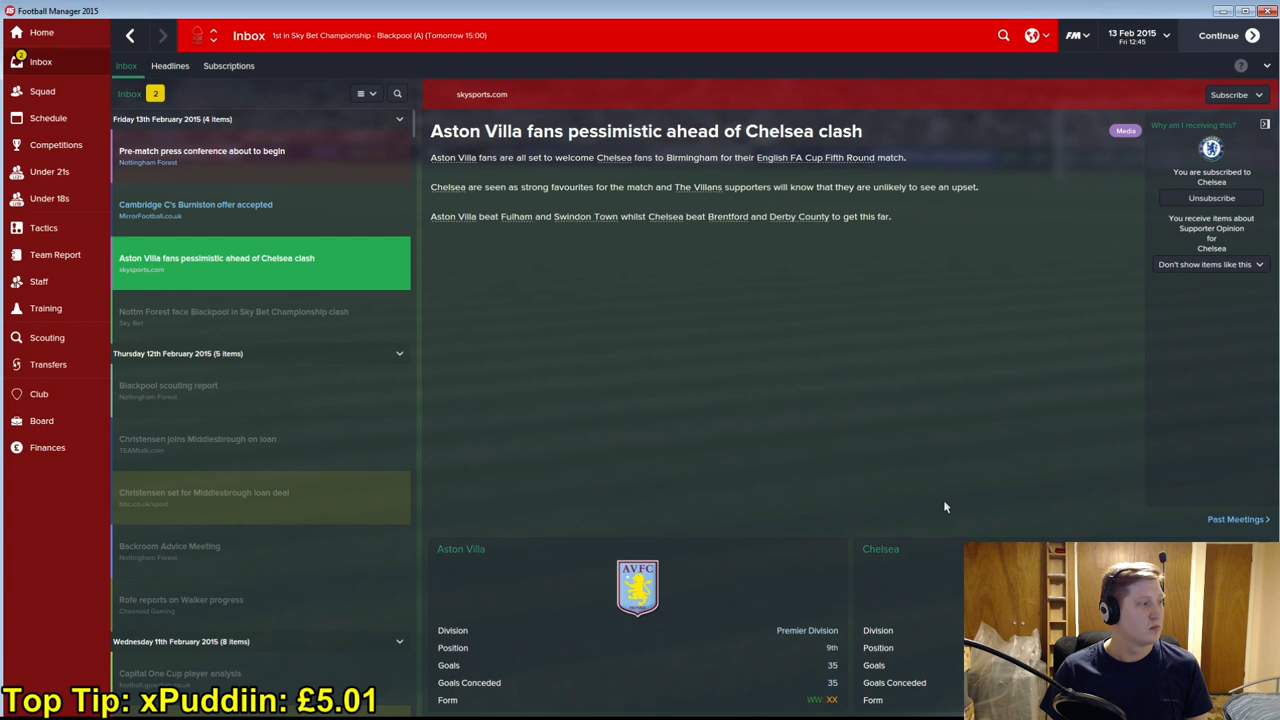 Football Manager 2015
Home
2
Inbox
Squad
Schedule
Competitions
Under 21s
Under 18s
Tactics
Team Report
Staff
Training
Scouting
Transfers
Club
Board
Finances
Inbox 1st in Sky Bet Championship - Blackpool (A) (Tomorrow 15:00)
FM
13 Feb 2015
Fri 12:45
Continue
Inbox Headlines Subscriptions
Inbox 2
Friday 13th February 2015 (4 items)
Pre-match press conference about to begin
Nottingham Forest
Cambridge C's Burniston offer accepted
MirrorFootball.co.uk
Aston Villa fans pessimistic ahead of Chelsea clash
skysports.com
Nottm Forest face Blackpool in Sky Bet Championship clash
Sky Bet
Thursday 12th February 2015 (5 items)
Blackpool scouting report
Nottingham Forest
Christensen joins Middlesbrough on loan
TEAMtalk.com
Christensen set for Middlesbrough loan deal
bbc.co.uk/sport
Backroom Advice Meeting
Nottingham Forest
Rofe reports on Walker progress
Chesnoid Gaming
Wednesday 11th February 2015 (8 items)
Capital One Cup player analysis
skysports.com
Subscribe
Aston Villa fans pessimistic ahead of Chelsea clash
Media
Aston Villa fans are all set to welcome Chelsea fans to Birmingham for their English FA Cup Fifth Round match.
Chelsea are seen as strong favourites for the match and The Villans supporters will know that they are unlikely to see an upset.
Aston Villa beat Fulham and Swindon Town whilst Chelsea beat Brentford and Derby County to get this far.
Why am I receiving this?
You are subscribed to
Chelsea
Unsubscribe
You receive items about
Supporter Opinion
for
Chelsea
Don't show items like this
Past Meetings
Aston Villa
AVFC
Division Premier Division
Position 9th
Goals 35
Goals Conceded 35
Form WW XX
Chelsea
Division
Position
Goals
Goals Conceded
Form
Top Tip: xPuddiin: £5.01